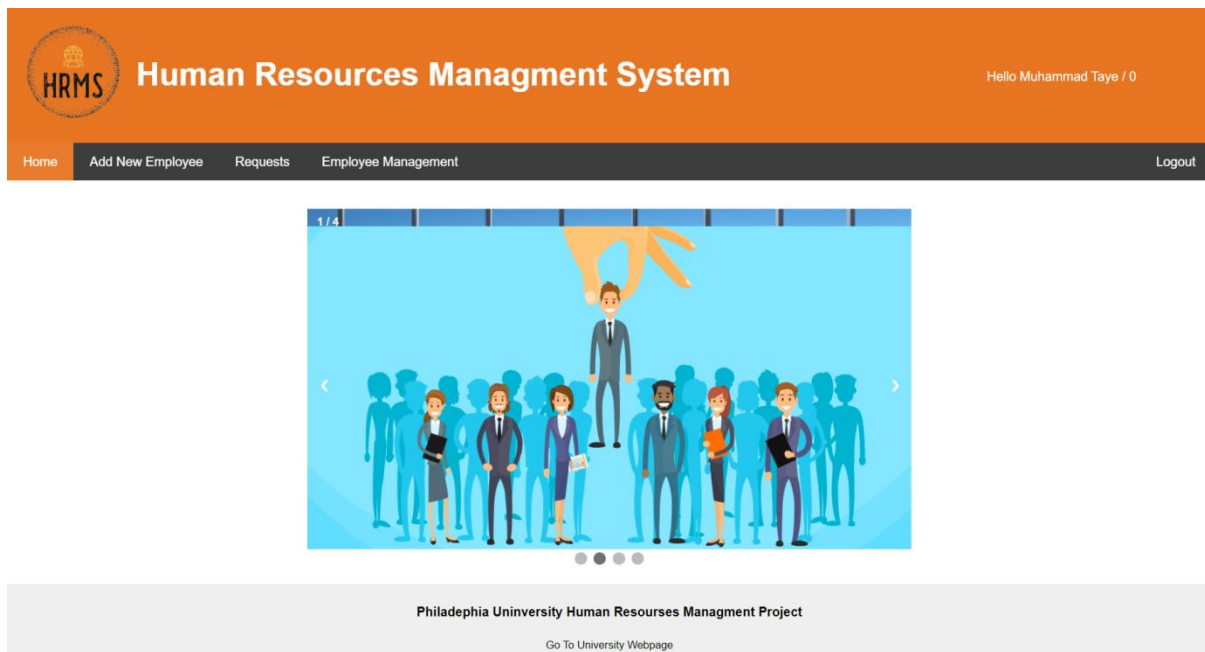 HRMS
Human Resources Managment System
Hello Muhammad Taye / 0
Home Add New Employee Requests Employee Management Logout
1 / 4
Philadephia Uninversity Human Resourses Managment Project
Go To University Webpage